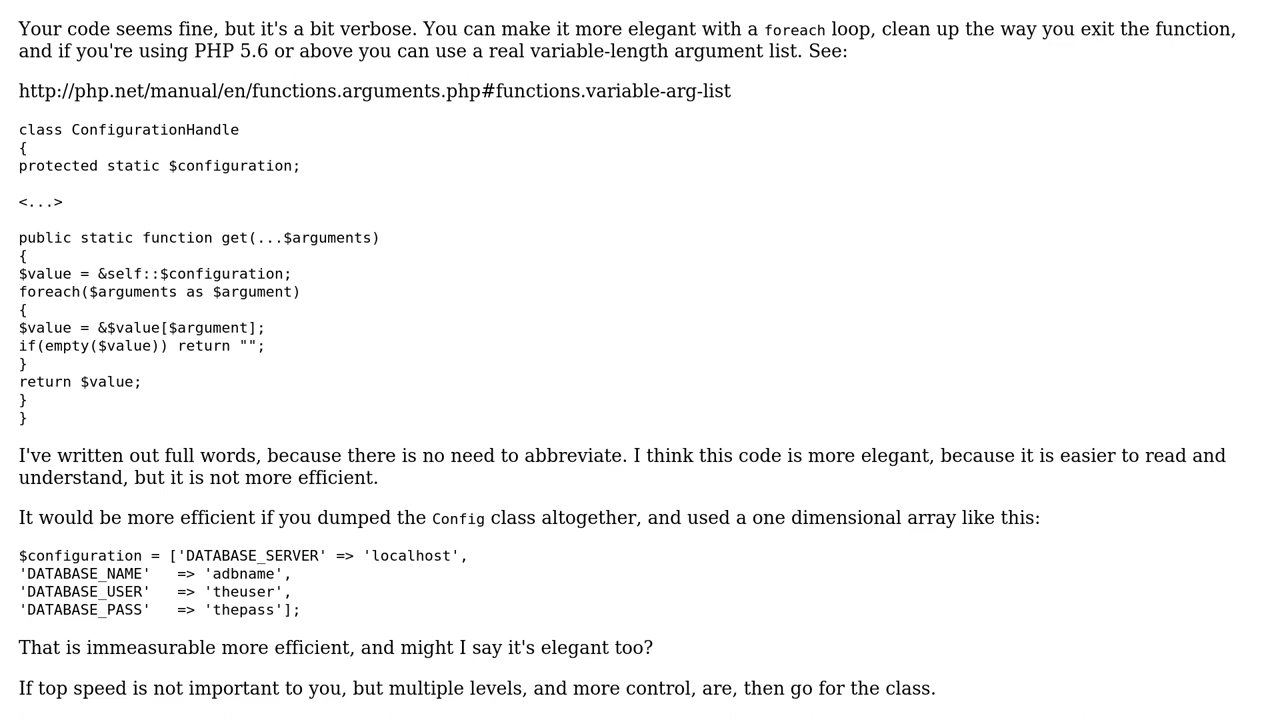 Your code seems fine, but it's a bit verbose. You can make it more elegant with a foreach loop, clean up the way you exit the function,
and if you're using PHP 5.6 or above you can use a real variable-length argument list. See:
http://php.net/manual/en/functions.arguments.php#functions.variable-arg-list
class ConfigurationHandle
{
protected static $configuration;
<...>
public static function get(...$arguments)
{
$value = &self::$configuration;
foreach($arguments as $argument)
{
$value = &$value[$argument];
if(empty($value)) return "";
}
return $value;
}
}
I've written out full words, because there is no need to abbreviate. I think this code is more elegant, because it is easier to read and
understand, but it is not more efficient.
It would be more efficient if you dumped the Config class altogether, and used a one dimensional array like this:
$configuration = ['DATABASE_SERVER' => 'localhost',
'DATABASE_NAME'   => 'adbname',
'DATABASE_USER'   => 'theuser',
'DATABASE_PASS'   => 'thepass'];
That is immeasurable more efficient, and might I say it's elegant too?
If top speed is not important to you, but multiple levels, and more control, are, then go for the class.